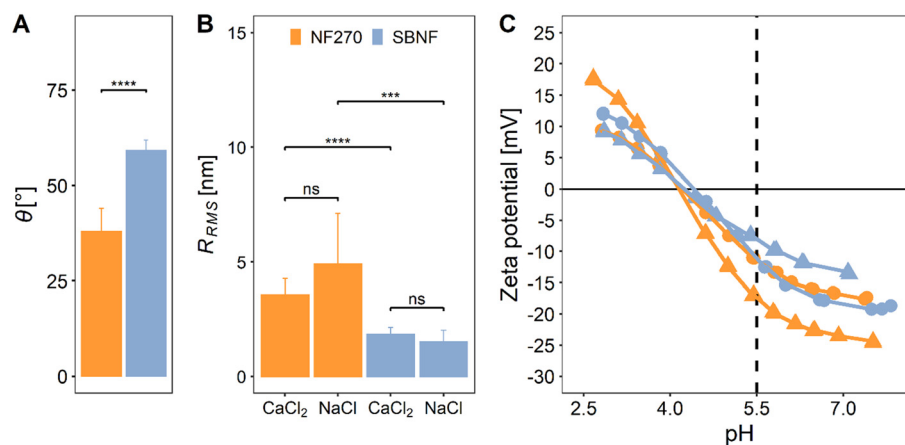 A
75
50
25
0
θ[°]
****
B
NF270 SBNF
15
10
5
0
R_RMS [nm]
***
****
ns
ns
CaCl₂ NaCl CaCl₂ NaCl
C
25
20
15
10
5
0
-5
-10
-15
-20
-25
-30
Zeta potential [mV]
2.5 4.0 5.5 7.0
pH